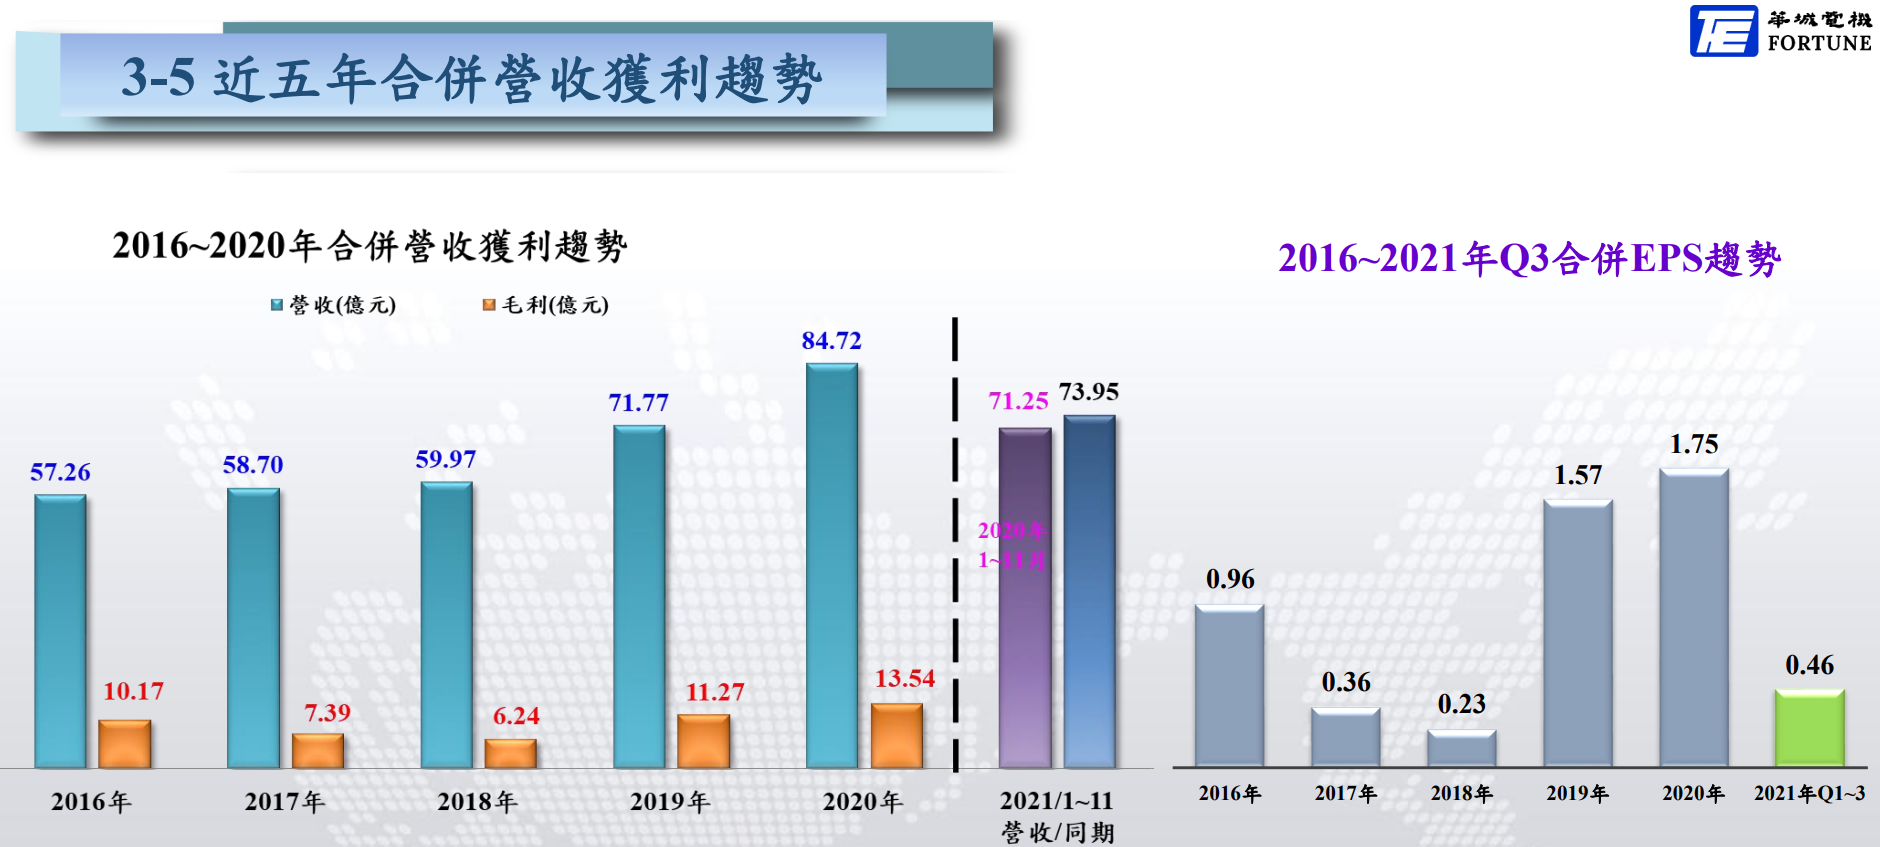 華城電機
FORTUNE
3-5 近五年合併營收獲利趨勢
2016~2020年合併營收獲利趨勢
營收(億元)
毛利(億元)
57.26
10.17
58.70
7.39
59.97
6.24
71.77
11.27
84.72
13.54
71.25
73.95
2020年
1~11月
2016年
2017年
2018年
2019年
2020年
2021/1~11
營收/同期
2016~2021年Q3合併EPS趨勢
0.96
0.36
0.23
1.57
1.75
0.46
2016年
2017年
2018年
2019年
2020年
2021年Q1~3